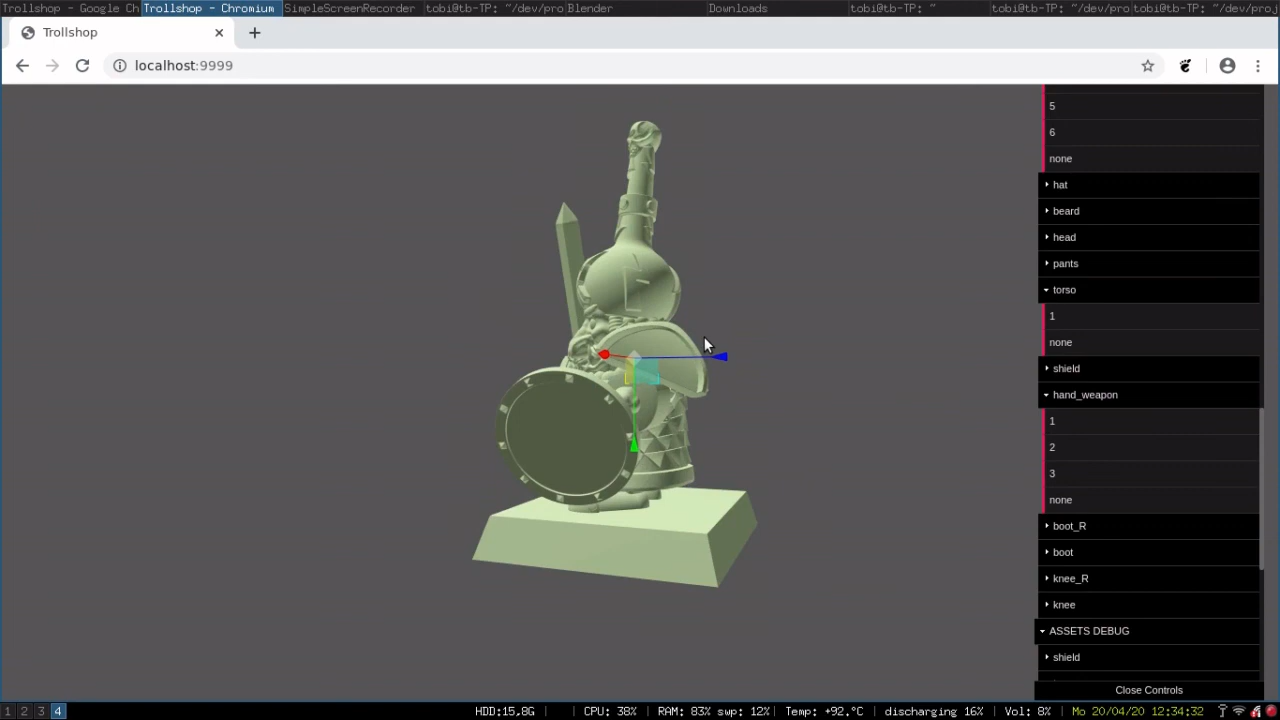 Trollshop - Google Ch Trollshop - Chromium SimpleScreenRecorder tobi@tb-TP: ~/dev/pro Blender Downloads tobi@tb-TP: ~ tobi@tb-TP: ~/dev/pro tobi@tb-TP: ~/dev/proj
Trollshop
localhost:9999
5
6
none
hat
beard
head
pants
torso
1
none
shield
hand_weapon
1
2
3
none
boot_R
boot
knee_R
knee
ASSETS DEBUG
shield
Close Controls
1 2 3 4 HDD:15,8G | CPU: 38% | RAM: 83% swp: 12% | Temp: +92.°C | discharging 16% | Vol: 8% | Mo 20/04/20 12:34:32